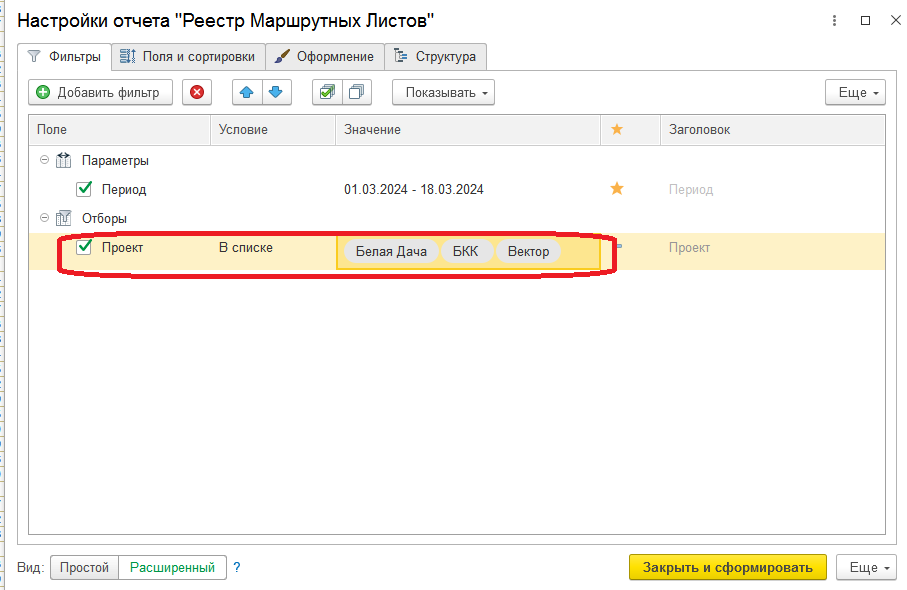 Настройки отчета "Реестр Маршрутных Листов"
Фильтры Поля и сортировки Оформление Структура
Добавить фильтр Показывать Еще
Поле Условие Значение Заголовок
Параметры
Период 01.03.2024 - 18.03.2024 Период
Отборы
Проект В списке Белая Дача БКК Вектор Проект
Вид: Простой Расширенный ? Закрыть и сформировать Еще